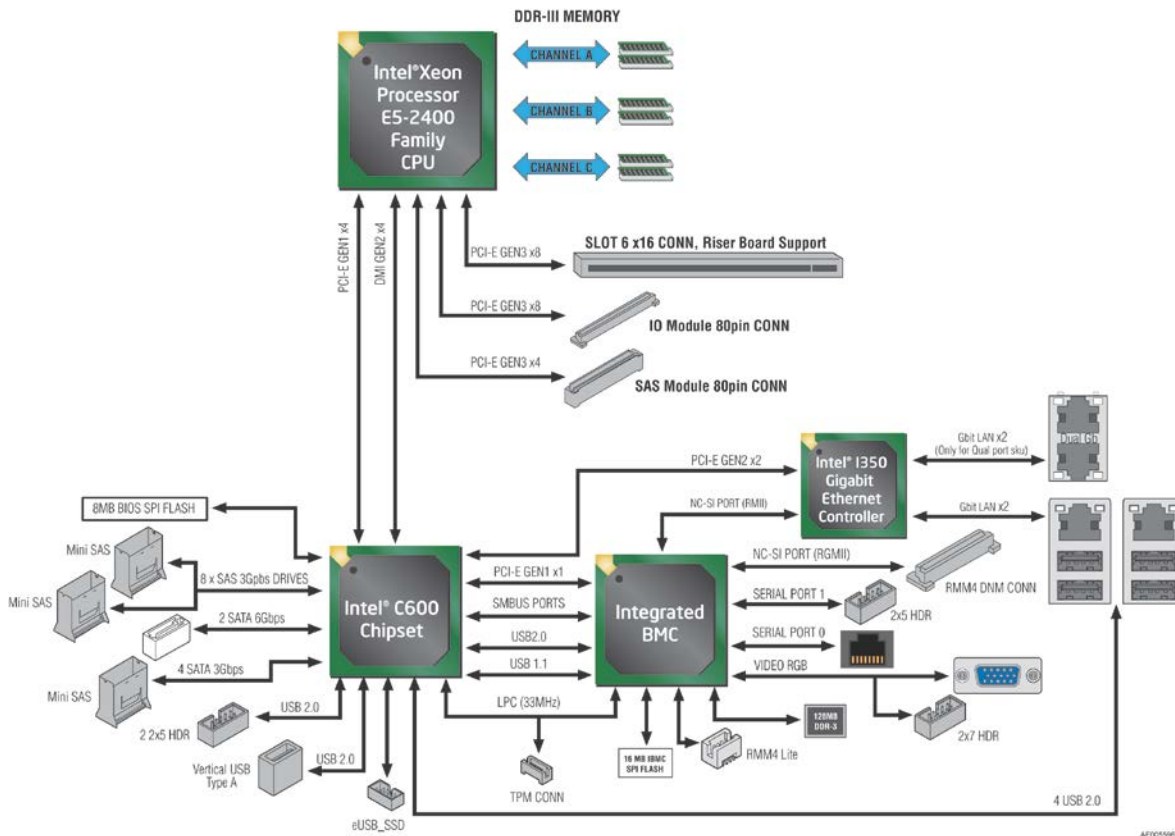 DDR-III MEMORY
Intel®Xeon
Processor
E5-2400
Family
CPU
CHANNEL A
CHANNEL B
CHANNEL C
PCI-E GEN1 x4
DMI GEN2 x4
SLOT 6 x16 CONN, Riser Board Support
PCI-E GEN3 x8
PCI-E GEN3 x8
IO Module 80pin CONN
PCI-E GEN3 x4
SAS Module 80pin CONN
PCI-E GEN2 x2
Intel® I350
Gigabit
Ethernet
Controller
Gbit LAN x2
(Only for Quai port sku)
Dual Gb
NC-SI PORT (RMII)
Gbit LAN x2
8MB BIOS SPI FLASH
Mini SAS
8 x SAS 3Gpbs DRIVES
Mini SAS
2 SATA 6Gbps
4 SATA 3Gbps
Mini SAS
Intel® C600
Chipset
PCI-E GEN1 x1
SMBUS PORTS
USB2.0
USB 1.1
Integrated
BMC
NC-SI PORT (RGMII)
RMM4 DNM CONN
SERIAL PORT 1
2x5 HDR
SERIAL PORT 0
VIDEO RGB
2x7 HDR
USB 2.0
2 2x5 HDR
USB 2.0
Vertical USB
Type A
eUSB_SSD
LPC (33MHz)
TPM CONN
16 MB IBMC
SPI FLASH
RMM4 Lite
128MB
DDR-3
4 USB 2.0